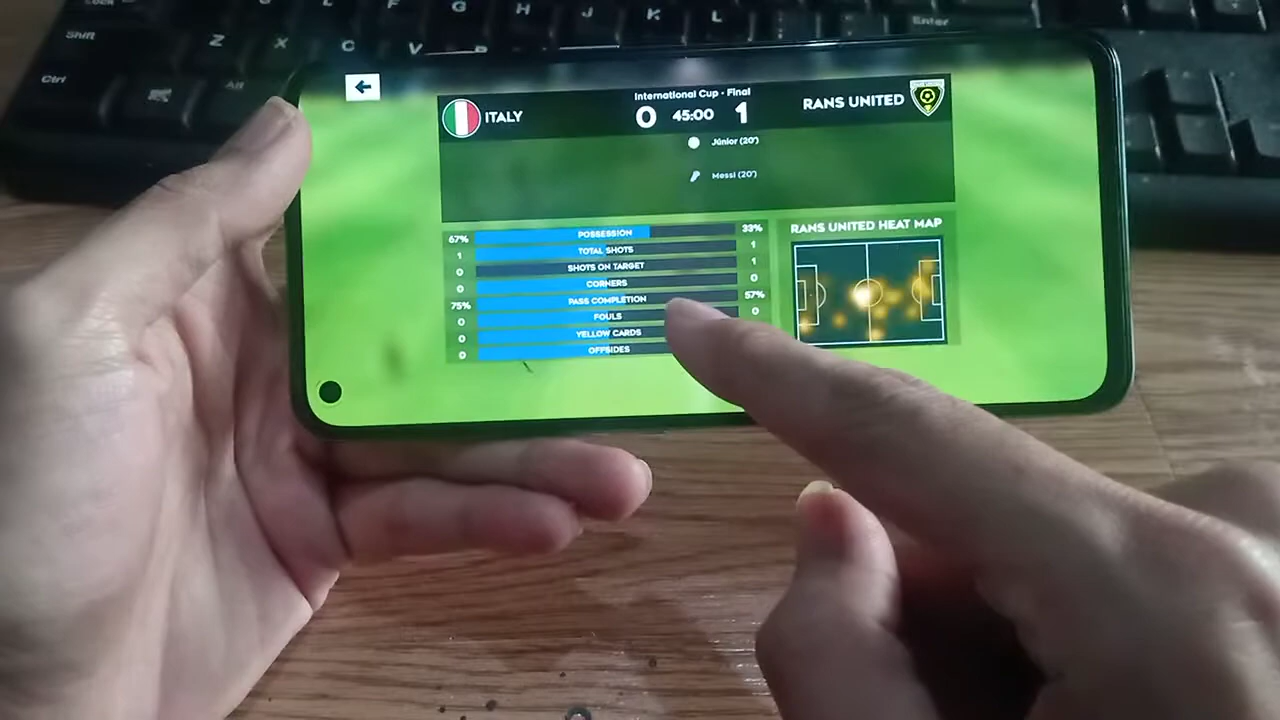 G H J K L Enter
Shift Z X C V B
Ctrl Alt
International Cup - Final
ITALY 0 45:00 1 RANS UNITED
Júnior (20')
Messi (20')
67% POSSESSION 33%
1 TOTAL SHOTS 1
0 SHOTS ON TARGET 1
0 CORNERS 0
75% PASS COMPLETION 57%
0 FOULS 0
0 YELLOW CARDS
0 OFFSIDES
RANS UNITED HEAT MAP